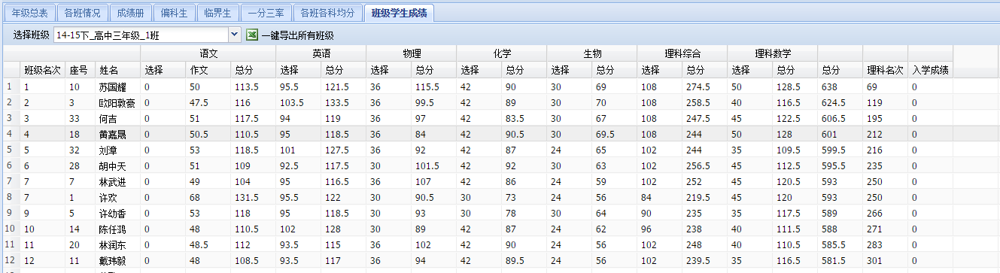 年级总表 各班情况 成绩册 偏科生 临界生 一分三率 各班各科均分 班级学生成绩
选择班级 14-15下_高中三年级_1班 一键导出所有班级
语文 英语 物理 化学 生物 理科综合 理科数学
班级名次 座号 姓名 选择 作文 总分 选择 总分 选择 总分 选择 总分 选择 总分 选择 总分 选择 总分 总分 理科名次 入学成绩
1 1 10 苏国耀 0 50 113.5 95.5 121.5 36 115.5 42 90 30 69 108 274.5 50 128.5 638 69 0
2 2 3 欧阳敦豪 0 47.5 116 103.5 133.5 36 99.5 42 89 30 70 108 258.5 40 116.5 624.5 119 0
3 3 33 何吉 0 51 117.5 94 119 36 97 42 83.5 30 67 108 247.5 45 122.5 606.5 195 0
4 4 18 黄嘉晟 0 50.5 110.5 95 118.5 36 84 42 90.5 30 69.5 108 244 50 128 601 212 0
5 5 32 刘漳 0 53 118.5 101 127.5 36 92 42 87 24 65 102 244 35 109.5 599.5 216 0
6 6 28 胡中天 0 51 109 92.5 117.5 30 101.5 42 92 30 63 102 256.5 45 112.5 595.5 235 0
7 7 7 林武进 0 49 104 95 116.5 36 107 42 86 24 59 102 252 45 120.5 593 250 0
8 7 1 许欢 0 68 131.5 95.5 122 30 90.5 30 73 24 56 84 219.5 45 120 593 250 0
9 9 5 许幼香 0 53 118 95 118.5 30 93 30 78 30 64 90 235 35 117.5 589 266 0
10 10 14 陈任鸿 0 48 110.5 102 128 30 89 42 87 24 62 96 238 40 111.5 588 271 0
11 11 20 林润东 0 48.5 112 93.5 115 36 102 42 90 24 56 102 248 40 110.5 585.5 283 0
12 12 11 戴玮毅 0 48 108.5 93.5 117 36 94 42 89.5 24 56 102 239.5 35 116.5 581.5 301 0